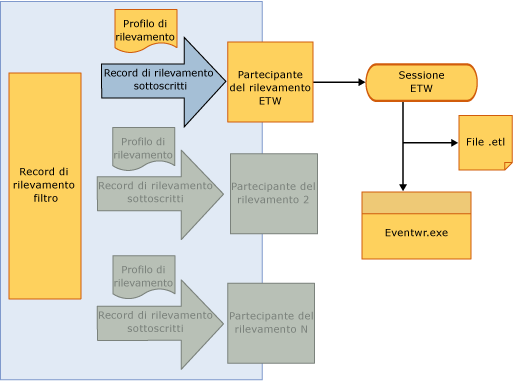 Profilo di
rilevamento
Record di rilevamento
sottoscritti
Partecipante
del rilevamento
ETW
Sessione
ETW
File .etl
Eventwr.exe
Record di
rilevamento
filtro
Profilo di
rilevamento
Record di rilevamento
sottoscritti
Partecipante del
rilevamento 2
Profilo di
rilevamento
Record di rilevamento
sottoscritti
Partecipante del
rilevamento N